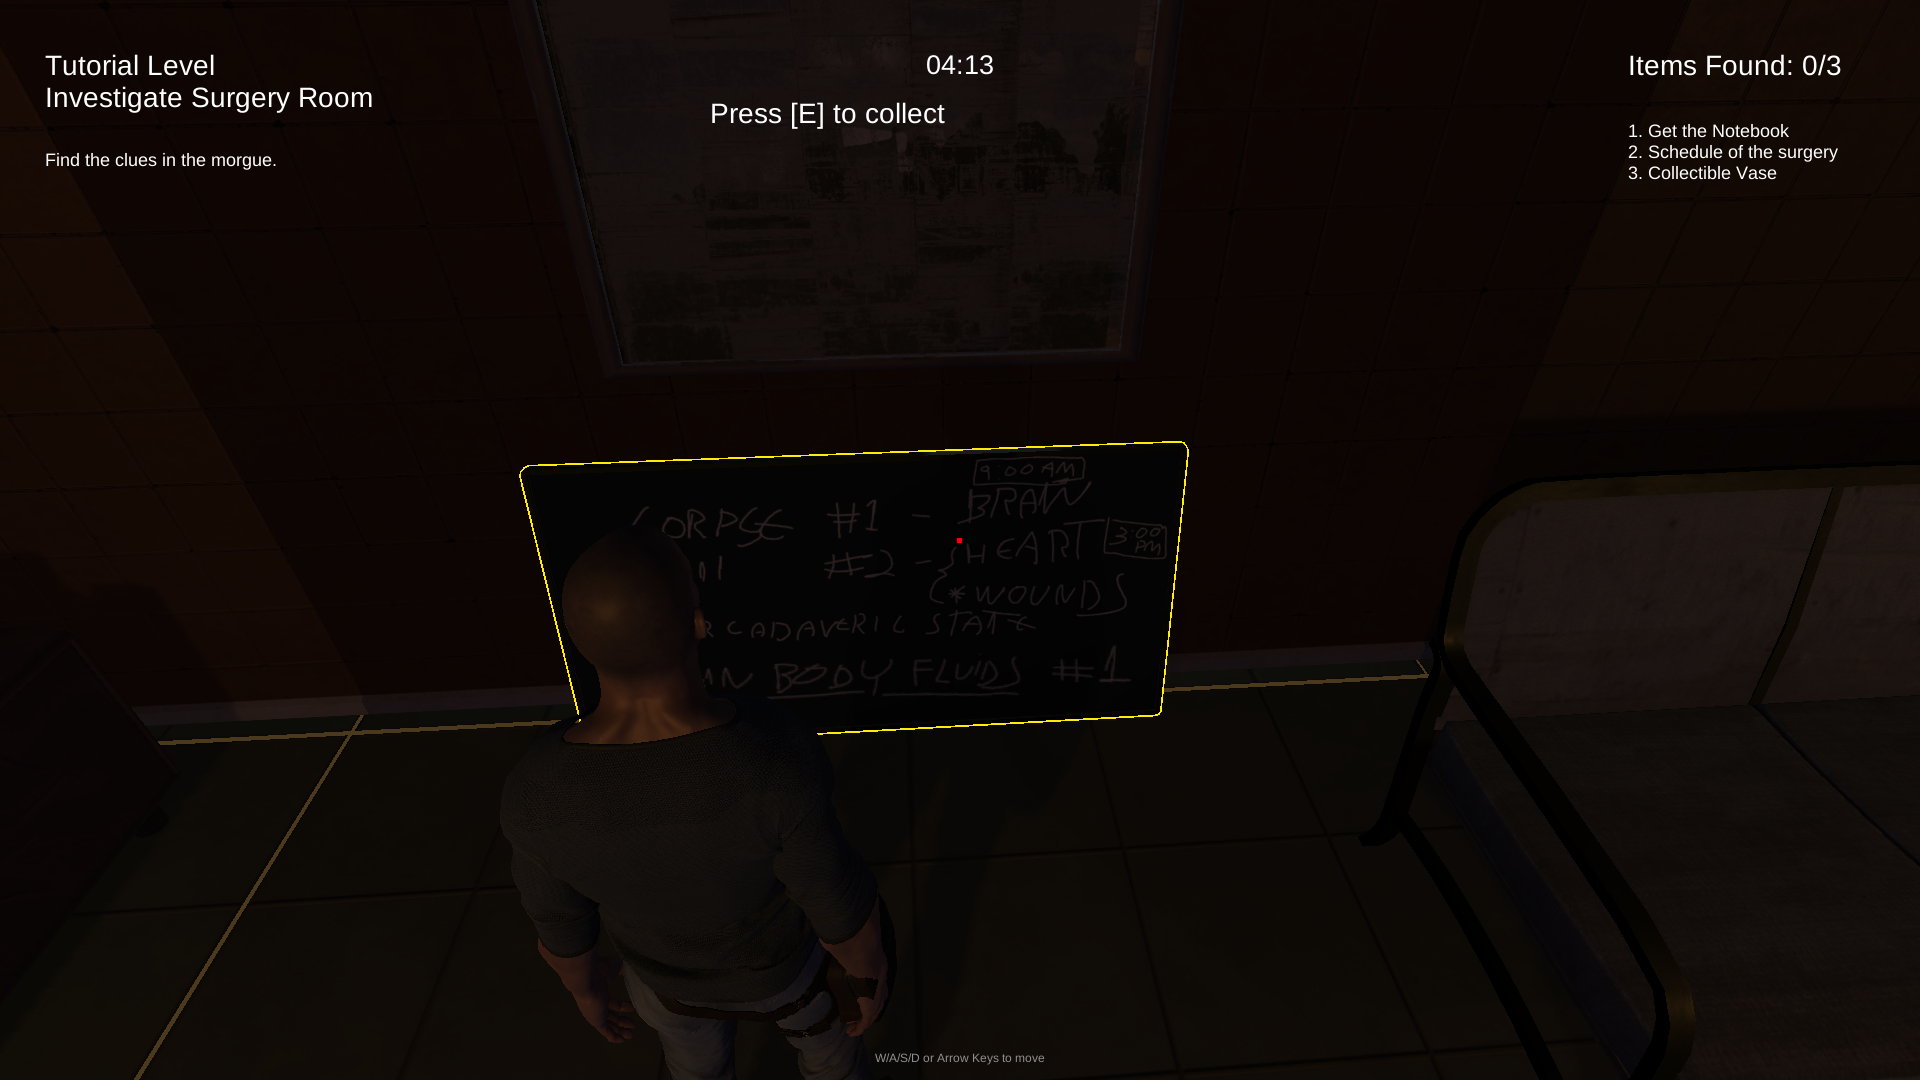 Tutorial Level
Investigate Surgery Room
Find the clues in the morgue.
04:13
Press [E] to collect
Items Found: 0/3
1. Get the Notebook
2. Schedule of the surgery
3. Collectible Vase
9:00 AM
CORPSE #1 - BRAIN
#2 - HEART 3:00 PM
* WOUNDS
CADAVERIC STATE
BODY FLUIDS #1
W/A/S/D or Arrow Keys to move